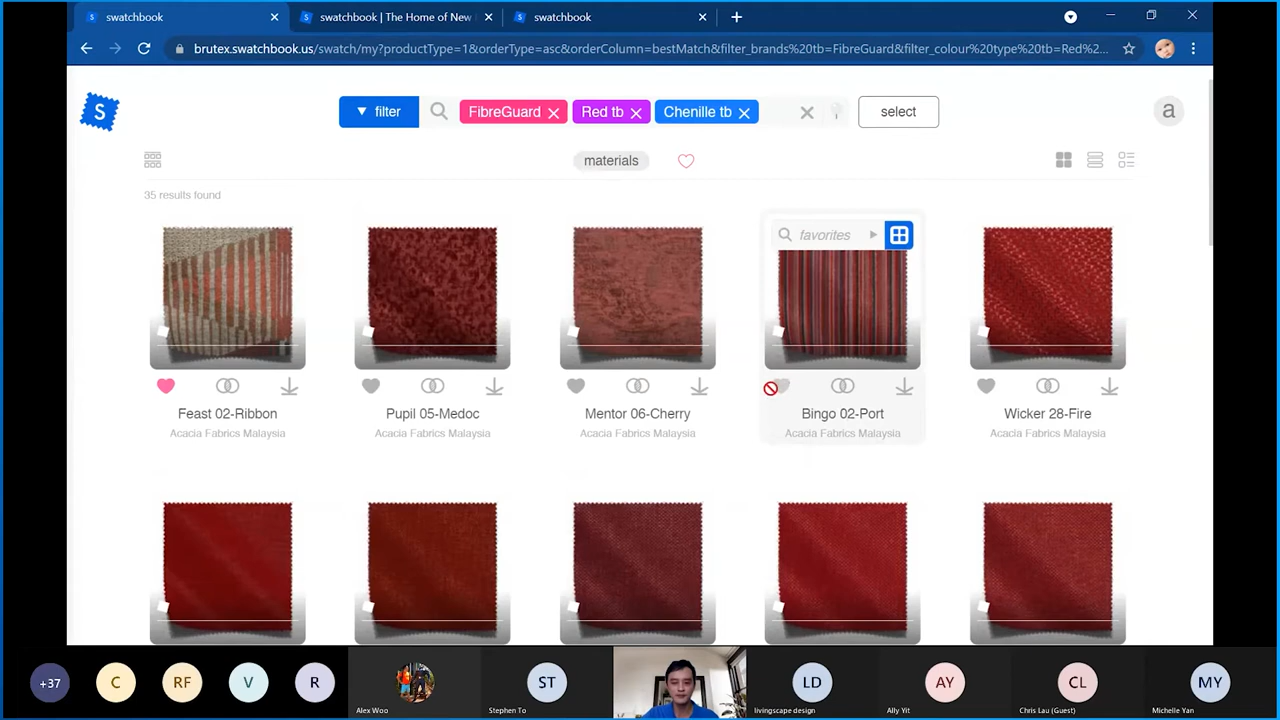 swatchbook
swatchbook | The Home of New
swatchbook
brutex.swatchbook.us/swatch/my?productType=1&orderType=asc&orderColumn=bestMatch&filter_brands%20tb=FibreGuard&filter_colour%20type%20tb=Red%2...
S
filter
FibreGuard
Red tb
Chenille tb
select
a
materials
35 results found
favorites
Feast 02-Ribbon
Acacia Fabrics Malaysia
Pupil 05-Medoc
Acacia Fabrics Malaysia
Mentor 06-Cherry
Acacia Fabrics Malaysia
Bingo 02-Port
Acacia Fabrics Malaysia
Wicker 28-Fire
Acacia Fabrics Malaysia
+37
C
RF
V
R
Alex Woo
ST
Stephen To
LD
livingscape design
AY
Ally Yit
CL
Chris Lau (Guest)
MY
Michelle Yan